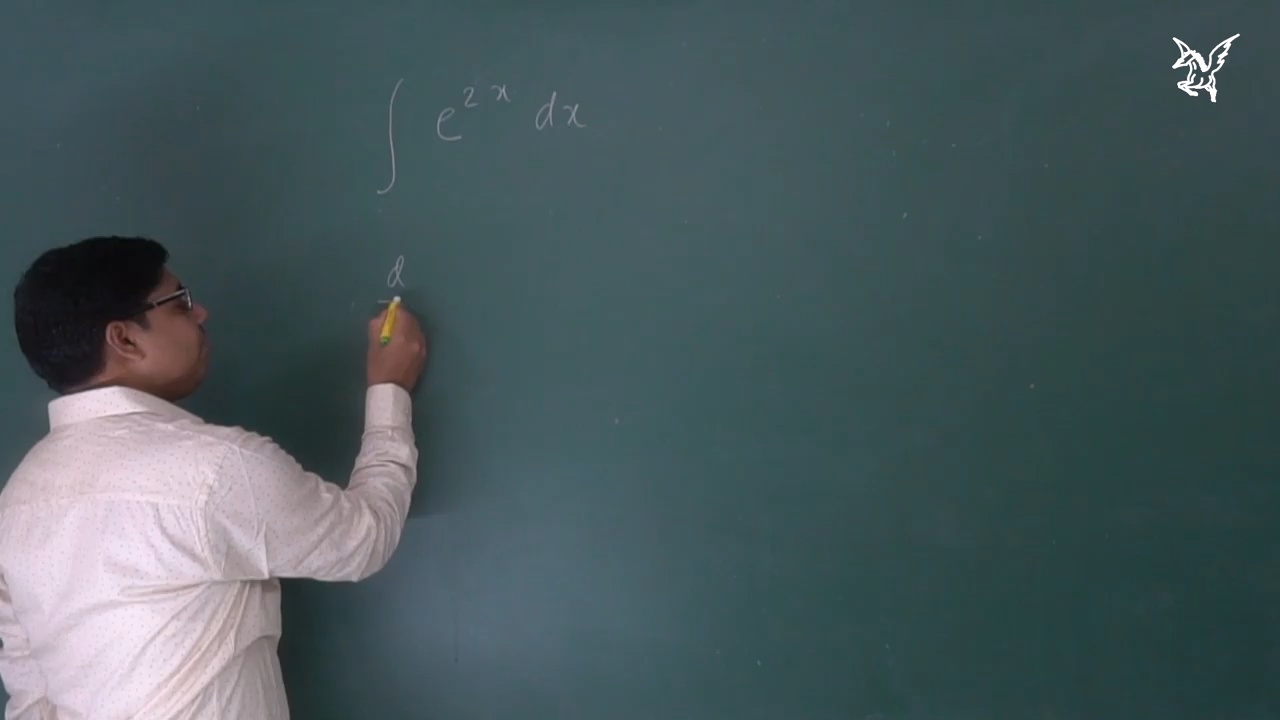 ∫ e^{2x} dx
d